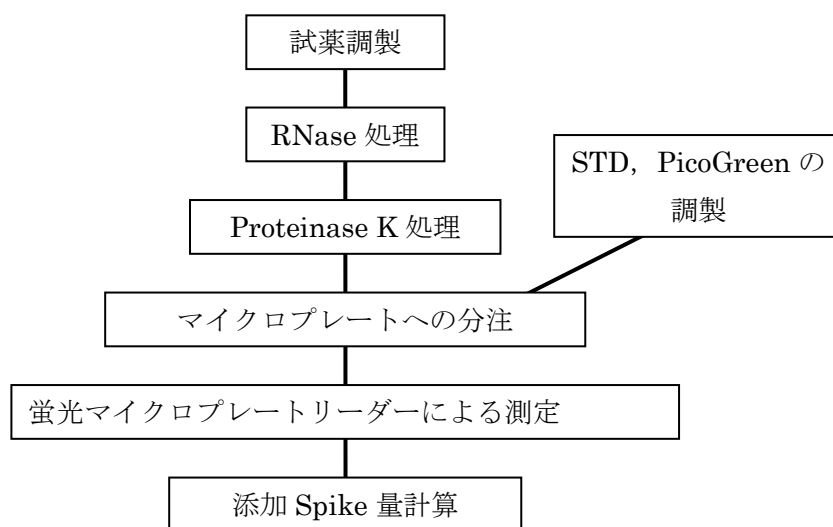 試薬調製
RNase 処理
STD，PicoGreen の
調製
Proteinase K 処理
マイクロプレートへの分注
蛍光マイクロプレートリーダーによる測定
添加 Spike 量計算